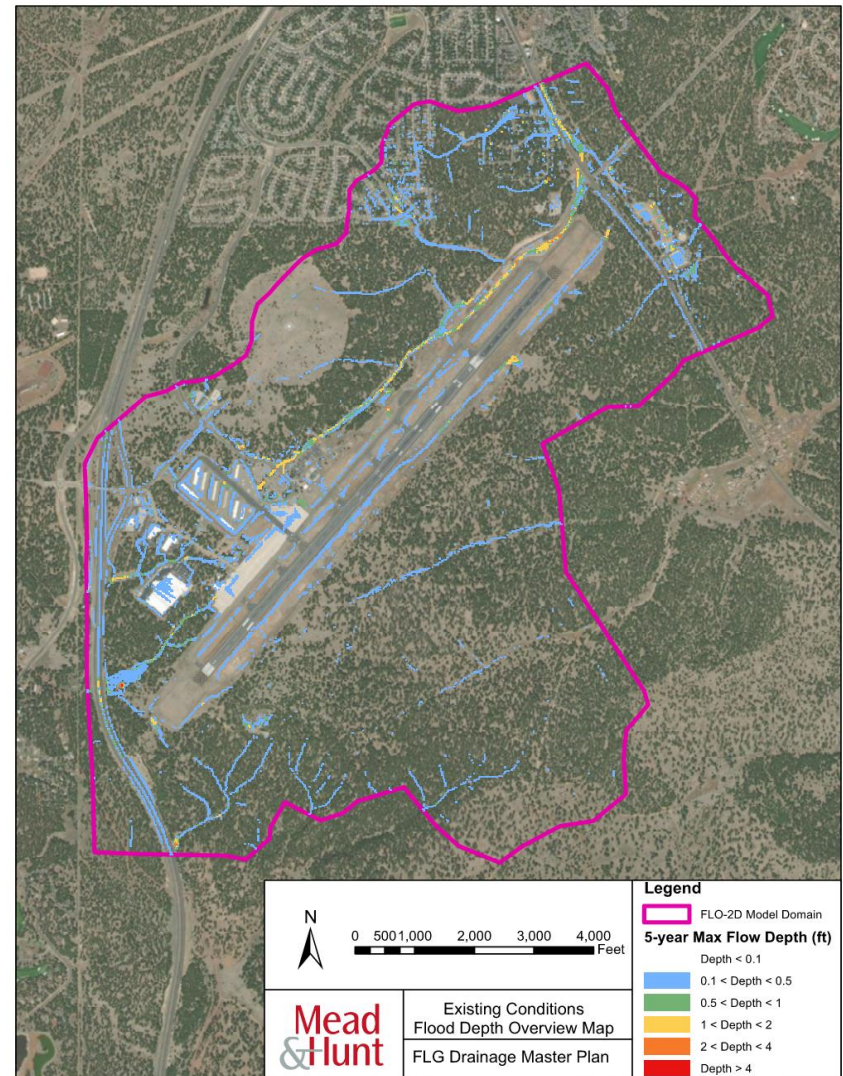 N
0 500 1,000 2,000 3,000 4,000
Feet
Mead
&Hunt
Existing Conditions
Flood Depth Overview Map
FLG Drainage Master Plan
Legend
FLO-2D Model Domain
5-year Max Flow Depth (ft)
Depth < 0.1
0.1 < Depth < 0.5
0.5 < Depth < 1
1 < Depth < 2
2 < Depth < 4
Depth > 4